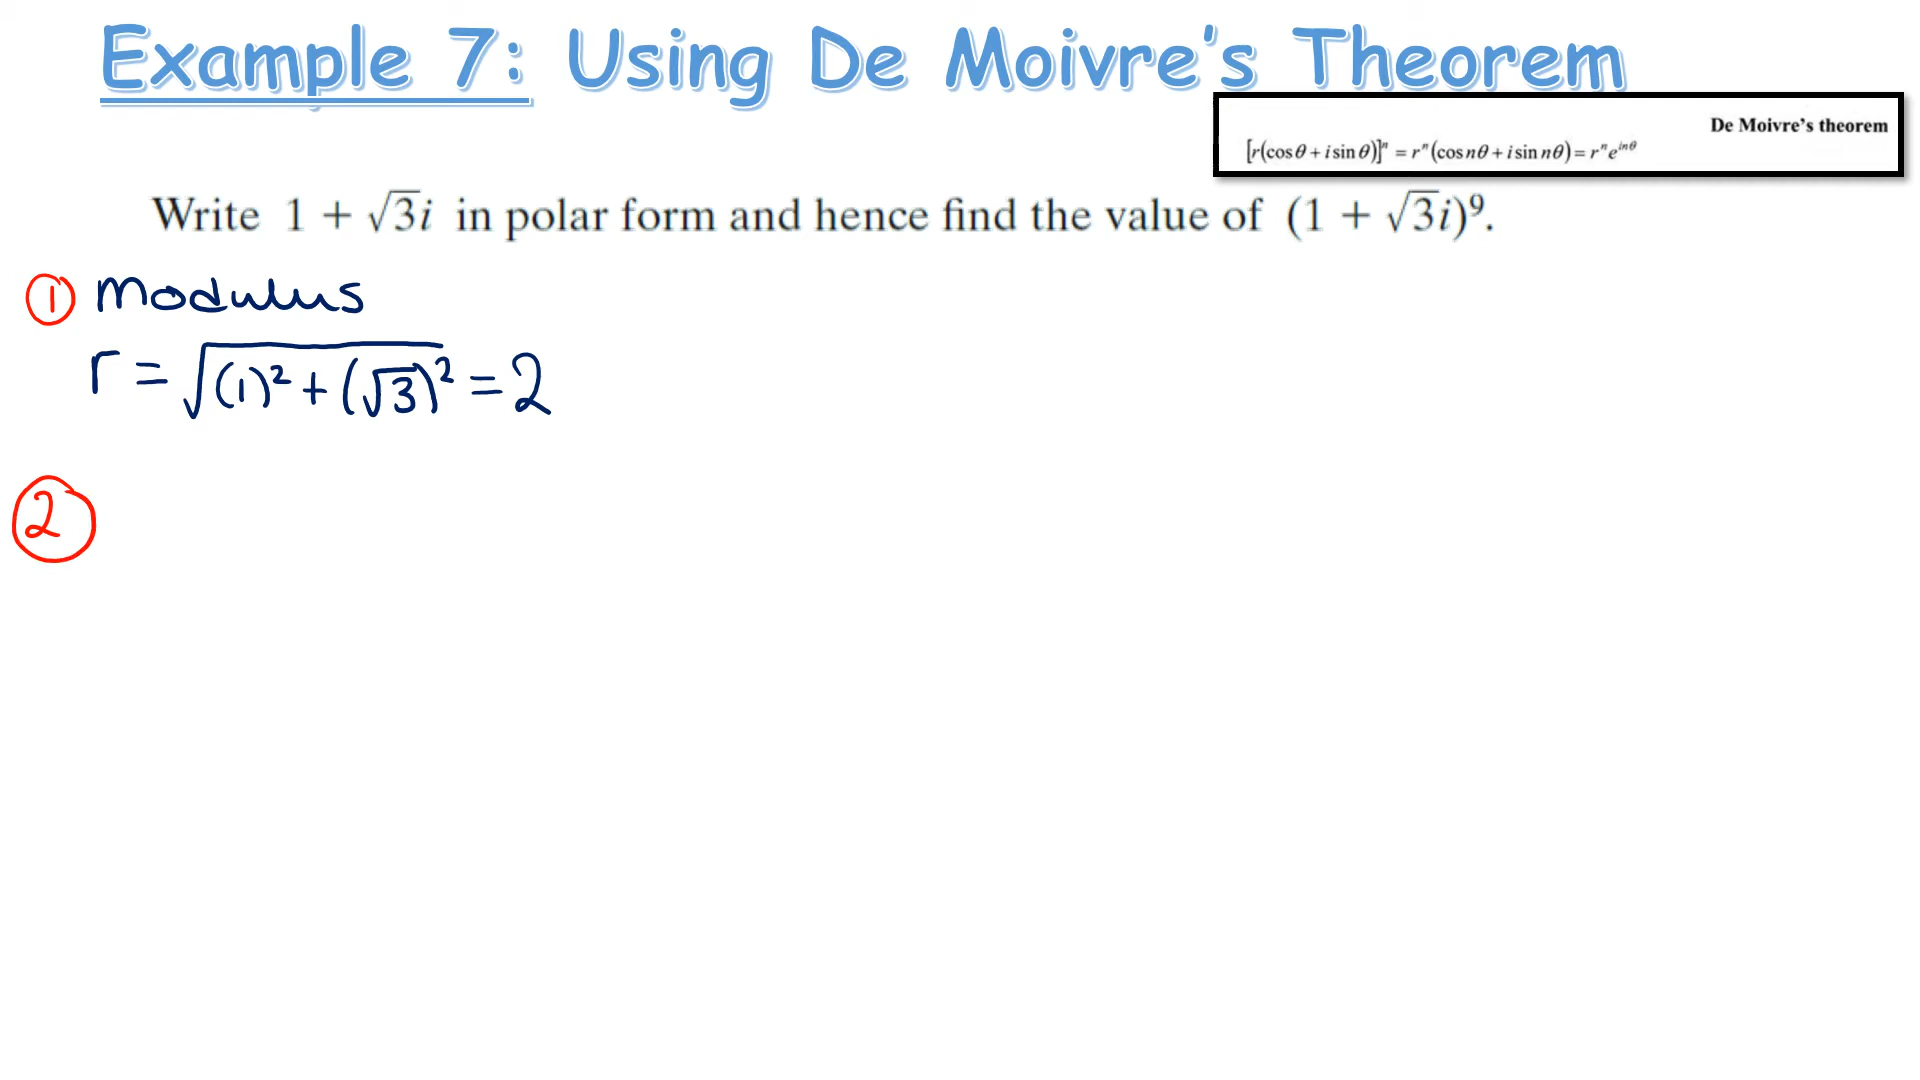 Example 7: Using De Moivre's Theorem
De Moivre's theorem
[r(cosθ + i sin θ)]ⁿ = rⁿ(cos nθ + i sin nθ) = rⁿe^{inθ}
Write 1 + √3i in polar form and hence find the value of (1 + √3i)⁹.
① modulus
r = √((1)² + (√3)²) = 2
②